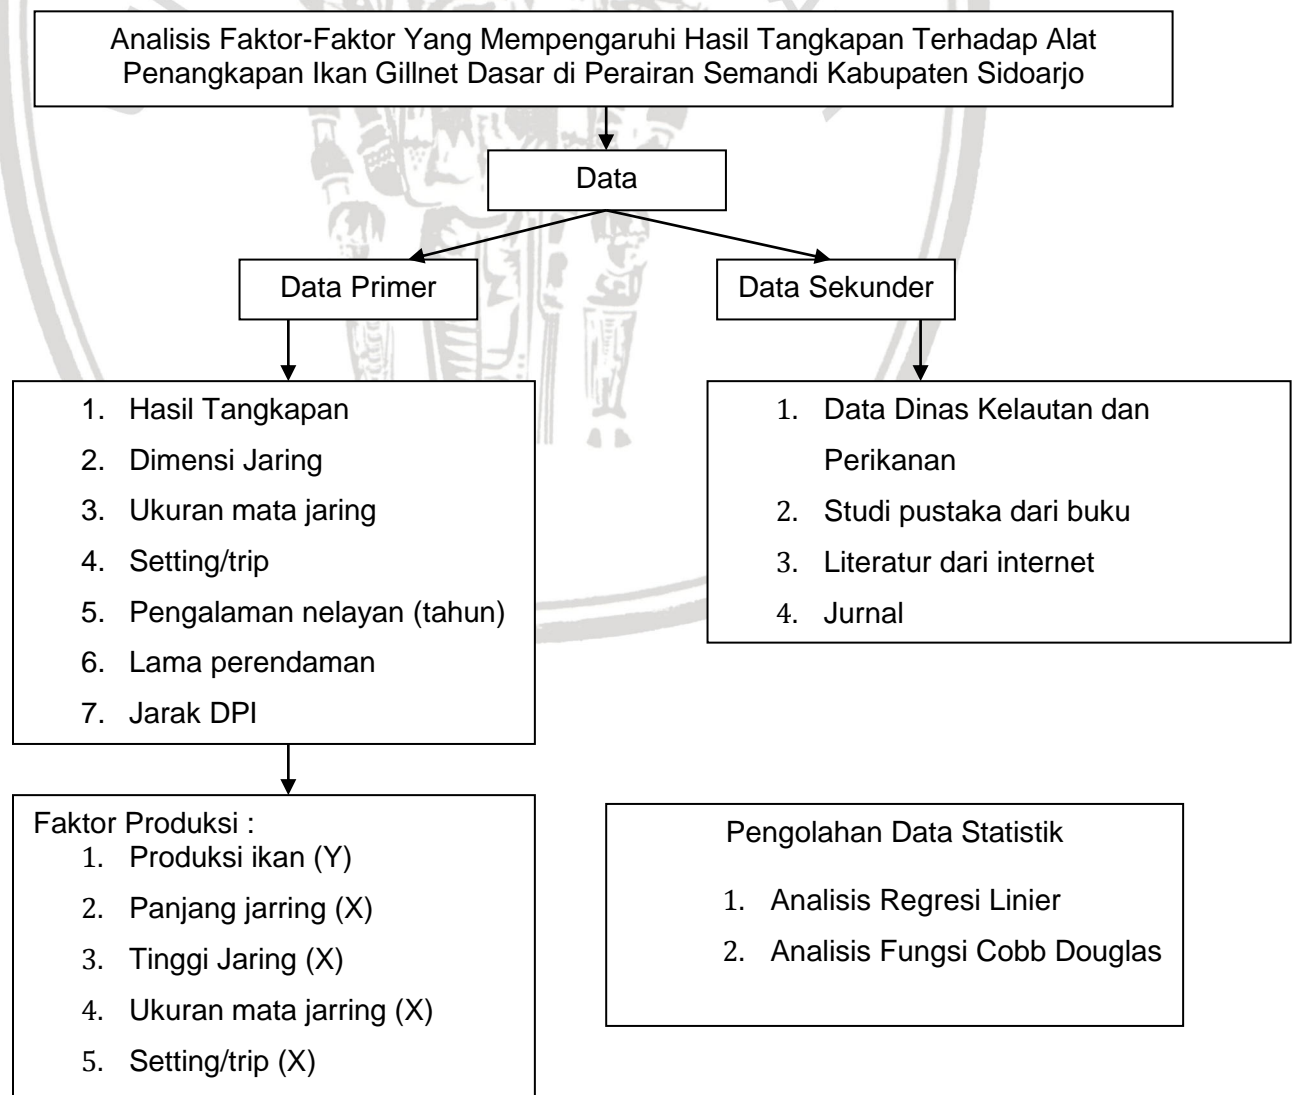 Analisis Faktor-Faktor Yang Mempengaruhi Hasil Tangkapan Terhadap Alat
Penangkapan Ikan Gillnet Dasar di Perairan Semandi Kabupaten Sidoarjo
Data
Data Primer
Data Sekunder
1. Hasil Tangkapan
2. Dimensi Jaring
3. Ukuran mata jaring
4. Setting/trip
5. Pengalaman nelayan (tahun)
6. Lama perendaman
7. Jarak DPI
1. Data Dinas Kelautan dan
Perikanan
2. Studi pustaka dari buku
3. Literatur dari internet
4. Jurnal
Faktor Produksi :
1. Produksi ikan (Y)
2. Panjang jarring (X)
3. Tinggi Jaring (X)
4. Ukuran mata jarring (X)
5. Setting/trip (X)
Pengolahan Data Statistik
1. Analisis Regresi Linier
2. Analisis Fungsi Cobb Douglas